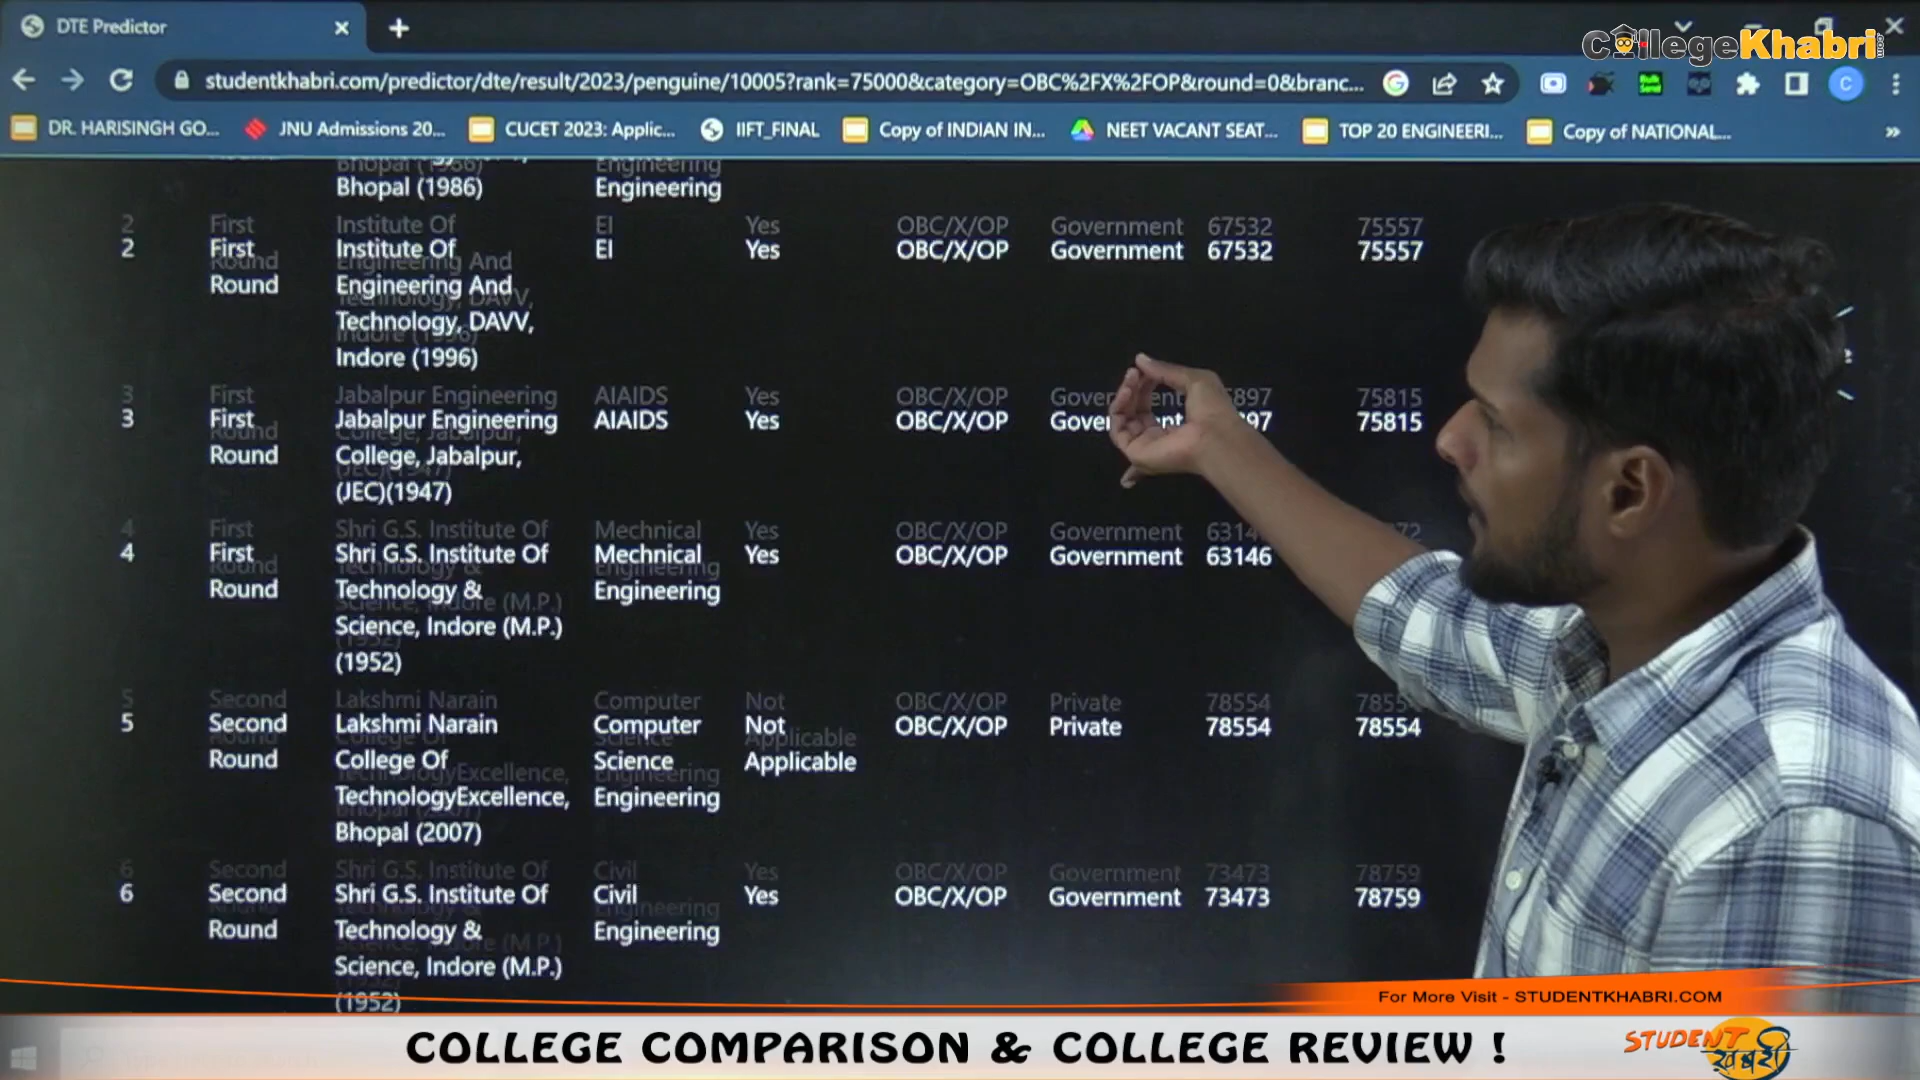 DTE Predictor
CollegeKhabri.com
studentkhabri.com/predictor/dte/result/2023/penguine/10005?rank=75000&category=OBC%2FX%2FOP&round=0&branc...
C
DR. HARISINGH GO...
JNU Admissions 20...
CUCET 2023: Applic...
IIFT_FINAL
Copy of INDIAN IN...
NEET VACANT SEAT...
TOP 20 ENGINEERI...
Copy of NATIONAL...
Bhopal (1986) Engineering
2 First Institute Of EI Yes OBC/X/OP Government 67532 75557
Round Engineering And
Technology, DAVV,
Indore (1996)
3 First Jabalpur Engineering AIAIDS Yes OBC/X/OP 75815
Round College, Jabalpur,
(JEC)(1947)
4 First Shri G.S. Institute Of Mechnical Yes OBC/X/OP Government 63146
Round Technology & Engineering
Science, Indore (M.P.)
(1952)
5 Second Lakshmi Narain Computer Not OBC/X/OP Private 78554 78554
Round College Of Science Applicable
TechnologyExcellence, Engineering
Bhopal (2007)
6 Second Shri G.S. Institute Of Civil Yes OBC/X/OP Government 73473 78759
Round Technology & Engineering
Science, Indore (M.P.)
(1952)
For More Visit - STUDENTKHABRI.COM
COLLEGE COMPARISON & COLLEGE REVIEW !
STUDENT
ख़बरी